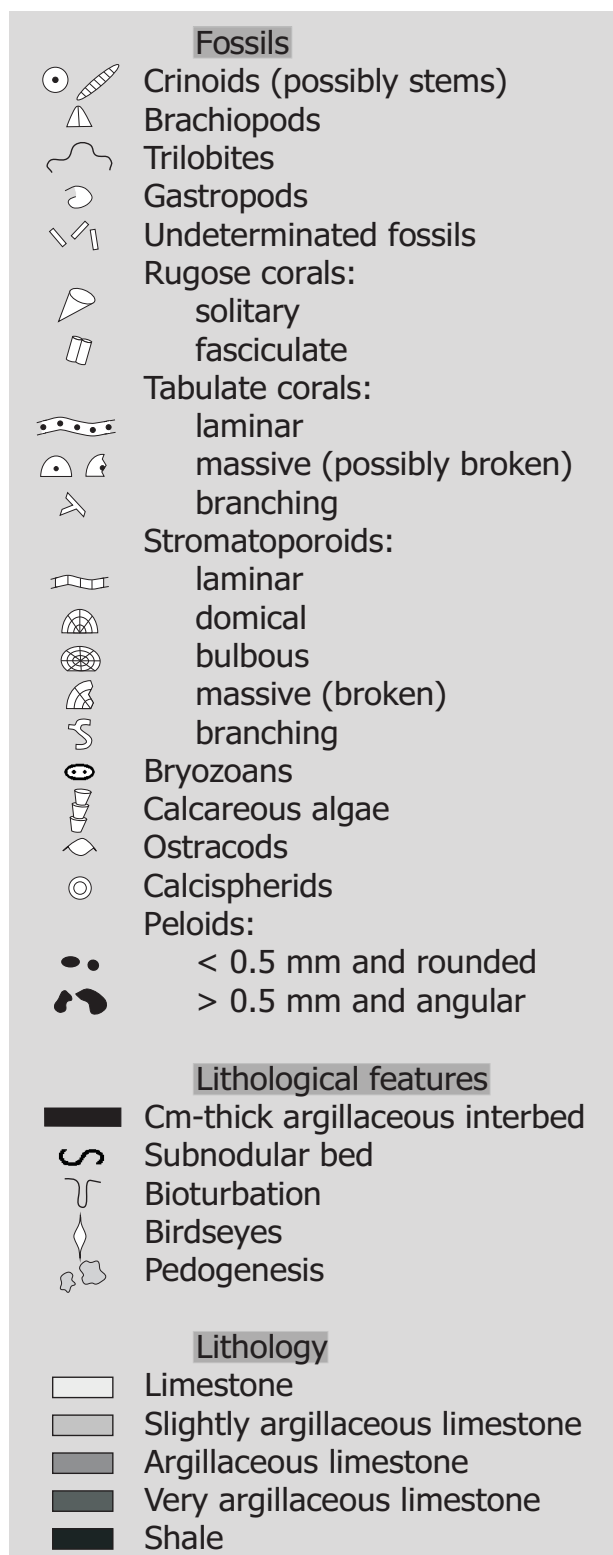 Fossils
Crinoids (possibly stems)
Brachiopods
Trilobites
Gastropods
Undeterminated fossils
Rugose corals:
solitary
fasciculate
Tabulate corals:
laminar
massive (possibly broken)
branching
Stromatoporoids:
laminar
domical
bulbous
massive (broken)
branching
Bryozoans
Calcareous algae
Ostracods
Calcispherids
Peloids:
< 0.5 mm and rounded
> 0.5 mm and angular
Lithological features
Cm-thick argillaceous interbed
Subnodular bed
Bioturbation
Birdseyes
Pedogenesis
Lithology
Limestone
Slightly argillaceous limestone
Argillaceous limestone
Very argillaceous limestone
Shale